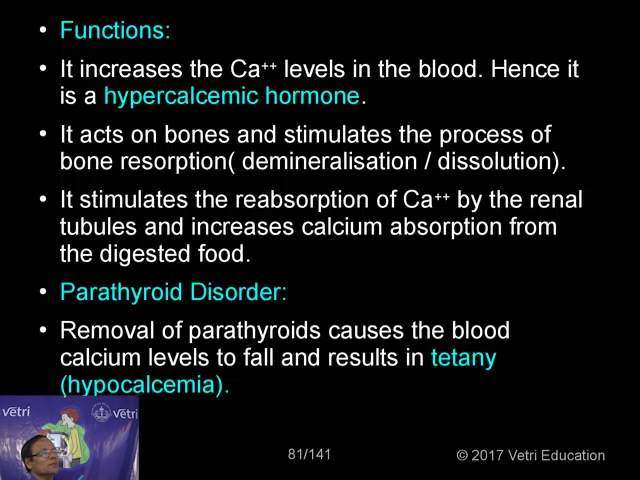 • Functions:
• It increases the Ca⁺⁺ levels in the blood. Hence it
is a hypercalcemic hormone.
• It acts on bones and stimulates the process of
bone resorption( demineralisation / dissolution).
• It stimulates the reabsorption of Ca⁺⁺ by the renal
tubules and increases calcium absorption from
the digested food.
• Parathyroid Disorder:
• Removal of parathyroids causes the blood
calcium levels to fall and results in tetany
(hypocalcemia).
vetri
vetri
81/141
© 2017 Vetri Education